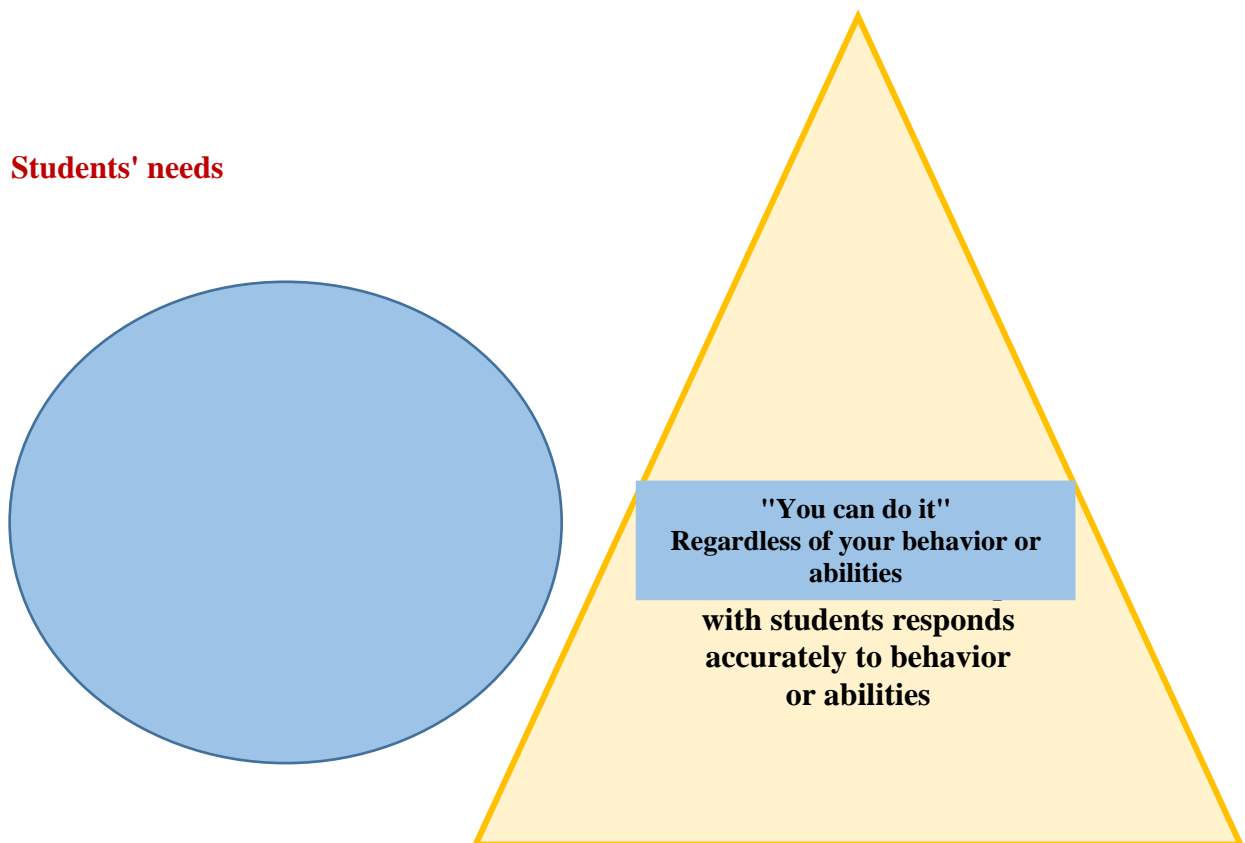 Students' needs
"You can do it"
Regardless of your behavior or
abilities
with students responds
accurately to behavior
or abilities